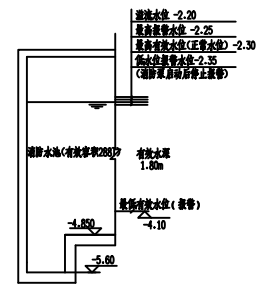 溢流水位 -2.20
最高报警水位 -2.25
最高有效水位(正常水位) -2.30
低水位报警水位-2.35
(消防泵启动后停止报警)
消防水池(有效容积288)
有效水深
1.80m
最低有效水位(报警)
-4.10
-4.850
-5.60